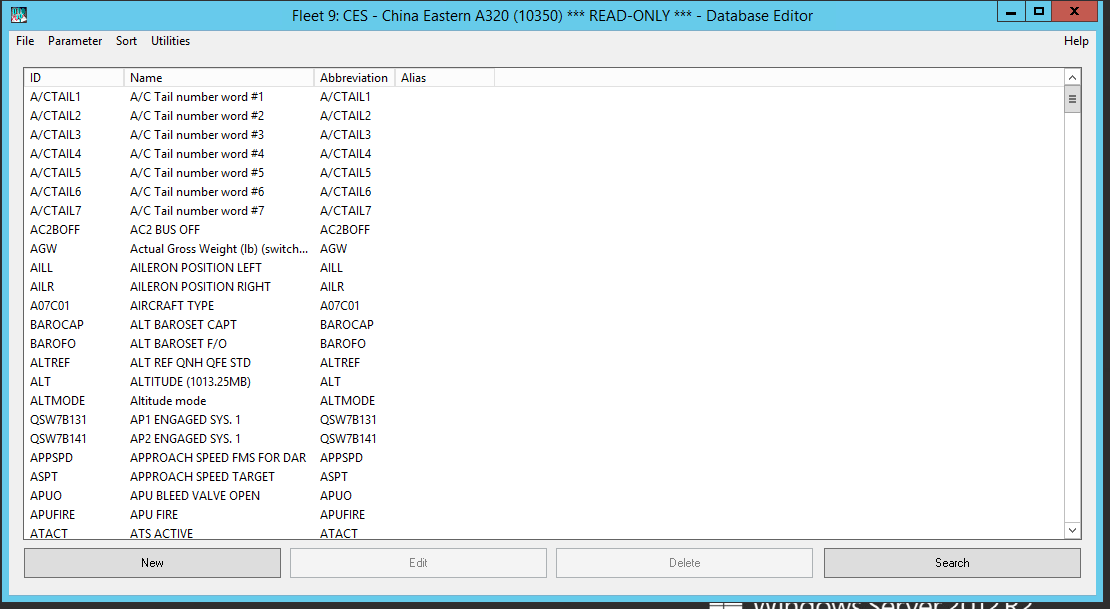 Fleet 9: CES - China Eastern A320 (10350) *** READ-ONLY *** - Database Editor
File Parameter Sort Utilities Help
ID Name Abbreviation Alias
A/CTAIL1 A/C Tail number word #1 A/CTAIL1
A/CTAIL2 A/C Tail number word #2 A/CTAIL2
A/CTAIL3 A/C Tail number word #3 A/CTAIL3
A/CTAIL4 A/C Tail number word #4 A/CTAIL4
A/CTAIL5 A/C Tail number word #5 A/CTAIL5
A/CTAIL6 A/C Tail number word #6 A/CTAIL6
A/CTAIL7 A/C Tail number word #7 A/CTAIL7
AC2BOFF AC2 BUS OFF AC2BOFF
AGW Actual Gross Weight (lb) (switch... AGW
AILL AILERON POSITION LEFT AILL
AILR AILERON POSITION RIGHT AILR
A07C01 AIRCRAFT TYPE A07C01
BAROCAP ALT BAROSET CAPT BAROCAP
BAROFO ALT BAROSET F/O BAROFO
ALTREF ALT REF QNH QFE STD ALTREF
ALT ALTITUDE (1013.25MB) ALT
ALTMODE Altitude mode ALTMODE
QSW7B131 AP1 ENGAGED SYS. 1 QSW7B131
QSW7B141 AP2 ENGAGED SYS. 1 QSW7B141
APPSPD APPROACH SPEED FMS FOR DAR APPSPD
ASPT APPROACH SPEED TARGET ASPT
APUO APU BLEED VALVE OPEN APUO
APUFIRE APU FIRE APUFIRE
ATACT ATS ACTIVE ATACT
New Edit Delete Search
Windows Server 2012 R2